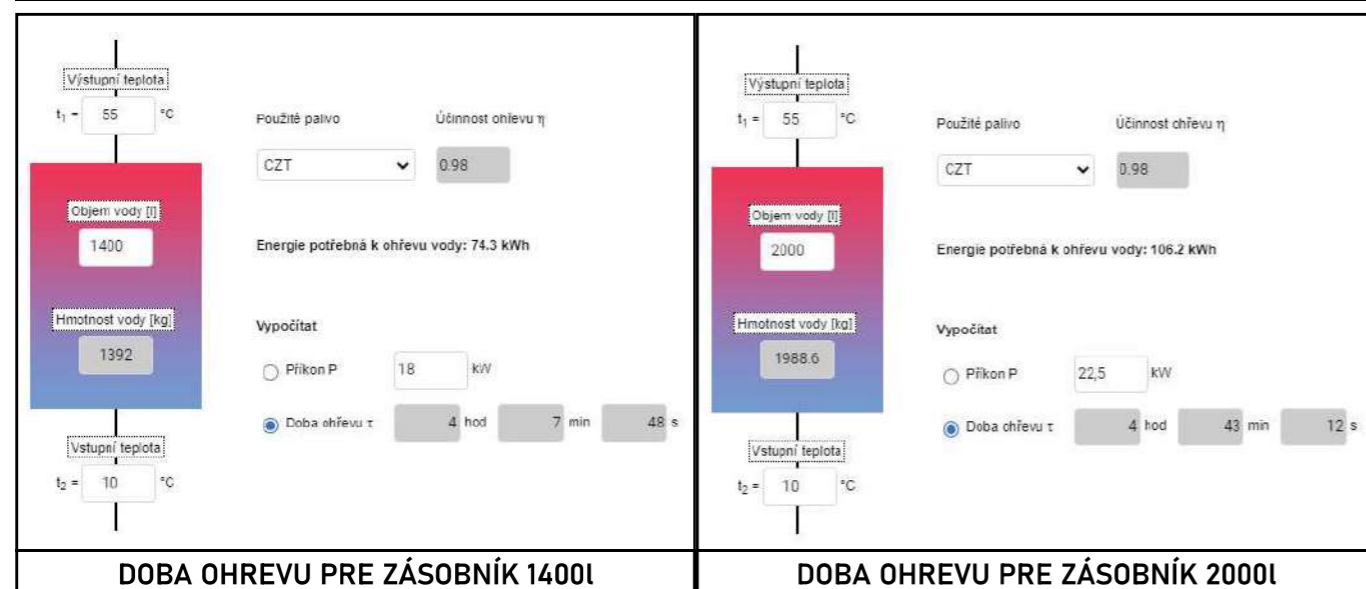 Výstupní teplota
t1 = 55 °C
Použité palivo Účinnost ohřevu η
CZT 0.98
Objem vody [l]
1400
Energie potřebná k ohřevu vody: 74.3 kWh
Hmotnost vody [kg]
1392
Vypočítat
Příkon P 18 kW
Doba ohřevu τ 4 hod 7 min 48 s
Vstupní teplota
t2 = 10 °C
DOBA OHREVU PRE ZÁSOBNÍK 1400l
Výstupní teplota
t1 = 55 °C
Použité palivo Účinnost ohřevu η
CZT 0.98
Objem vody [l]
2000
Energie potřebná k ohřevu vody: 106.2 kWh
Hmotnost vody [kg]
1988.6
Vypočítat
Příkon P 22,5 kW
Doba ohřevu τ 4 hod 43 min 12 s
Vstupní teplota
t2 = 10 °C
DOBA OHREVU PRE ZÁSOBNÍK 2000l